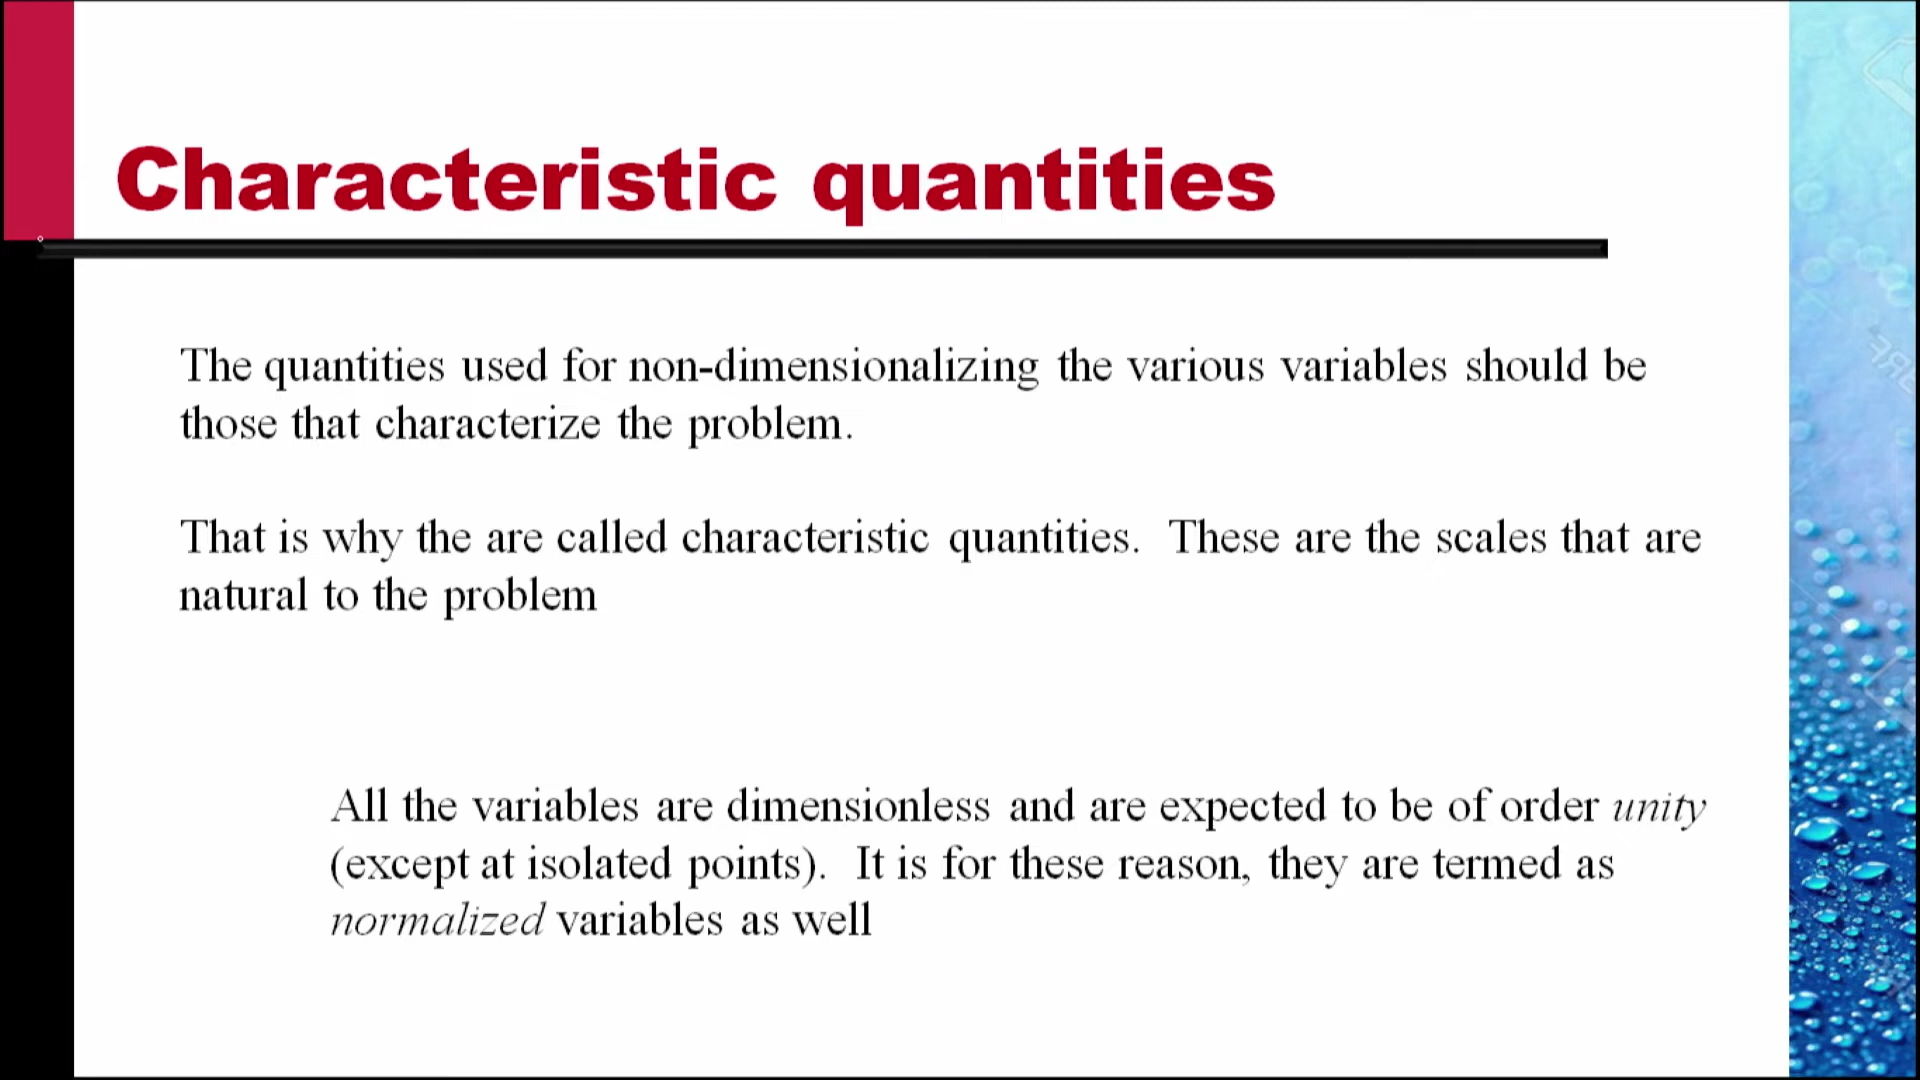 Characteristic quantities
The quantities used for non-dimensionalizing the various variables should be
those that characterize the problem.
That is why the are called characteristic quantities. These are the scales that are
natural to the problem
All the variables are dimensionless and are expected to be of order unity
(except at isolated points). It is for these reason, they are termed as
normalized variables as well